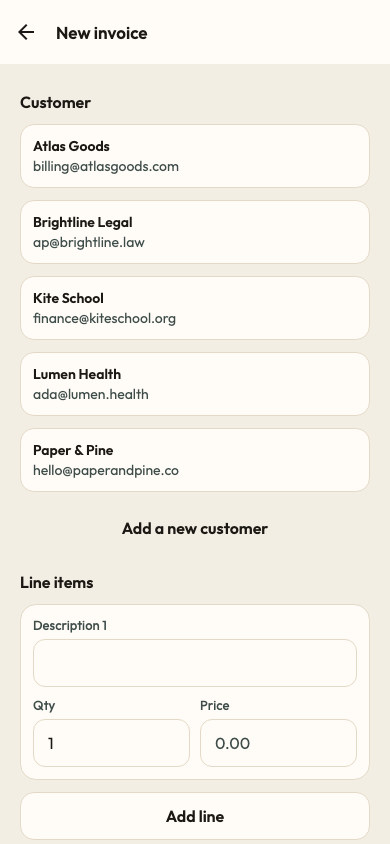 New invoice
Customer
Atlas Goods
billing@atlasgoods.com
Brightline Legal
ap@brightline.law
Kite School
finance@kiteschool.org
Lumen Health
ada@lumen.health
Paper & Pine
hello@paperandpine.co
Add a new customer
Line items
Description 1
Qty Price
1 0.00
Add line